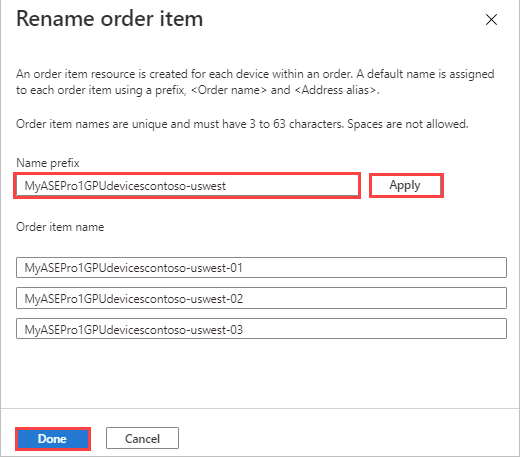 Rename order item
An order item resource is created for each device within an order. A default name is assigned
to each order item using a prefix, <Order name> and <Address alias>.
Order item names are unique and must have 3 to 63 characters. Spaces are not allowed.
Name prefix
MyASEPro1GPUdevicescontoso-uswest
Apply
Order item name
MyASEPro1GPUdevicescontoso-uswest-01
MyASEPro1GPUdevicescontoso-uswest-02
MyASEPro1GPUdevicescontoso-uswest-03
Done
Cancel